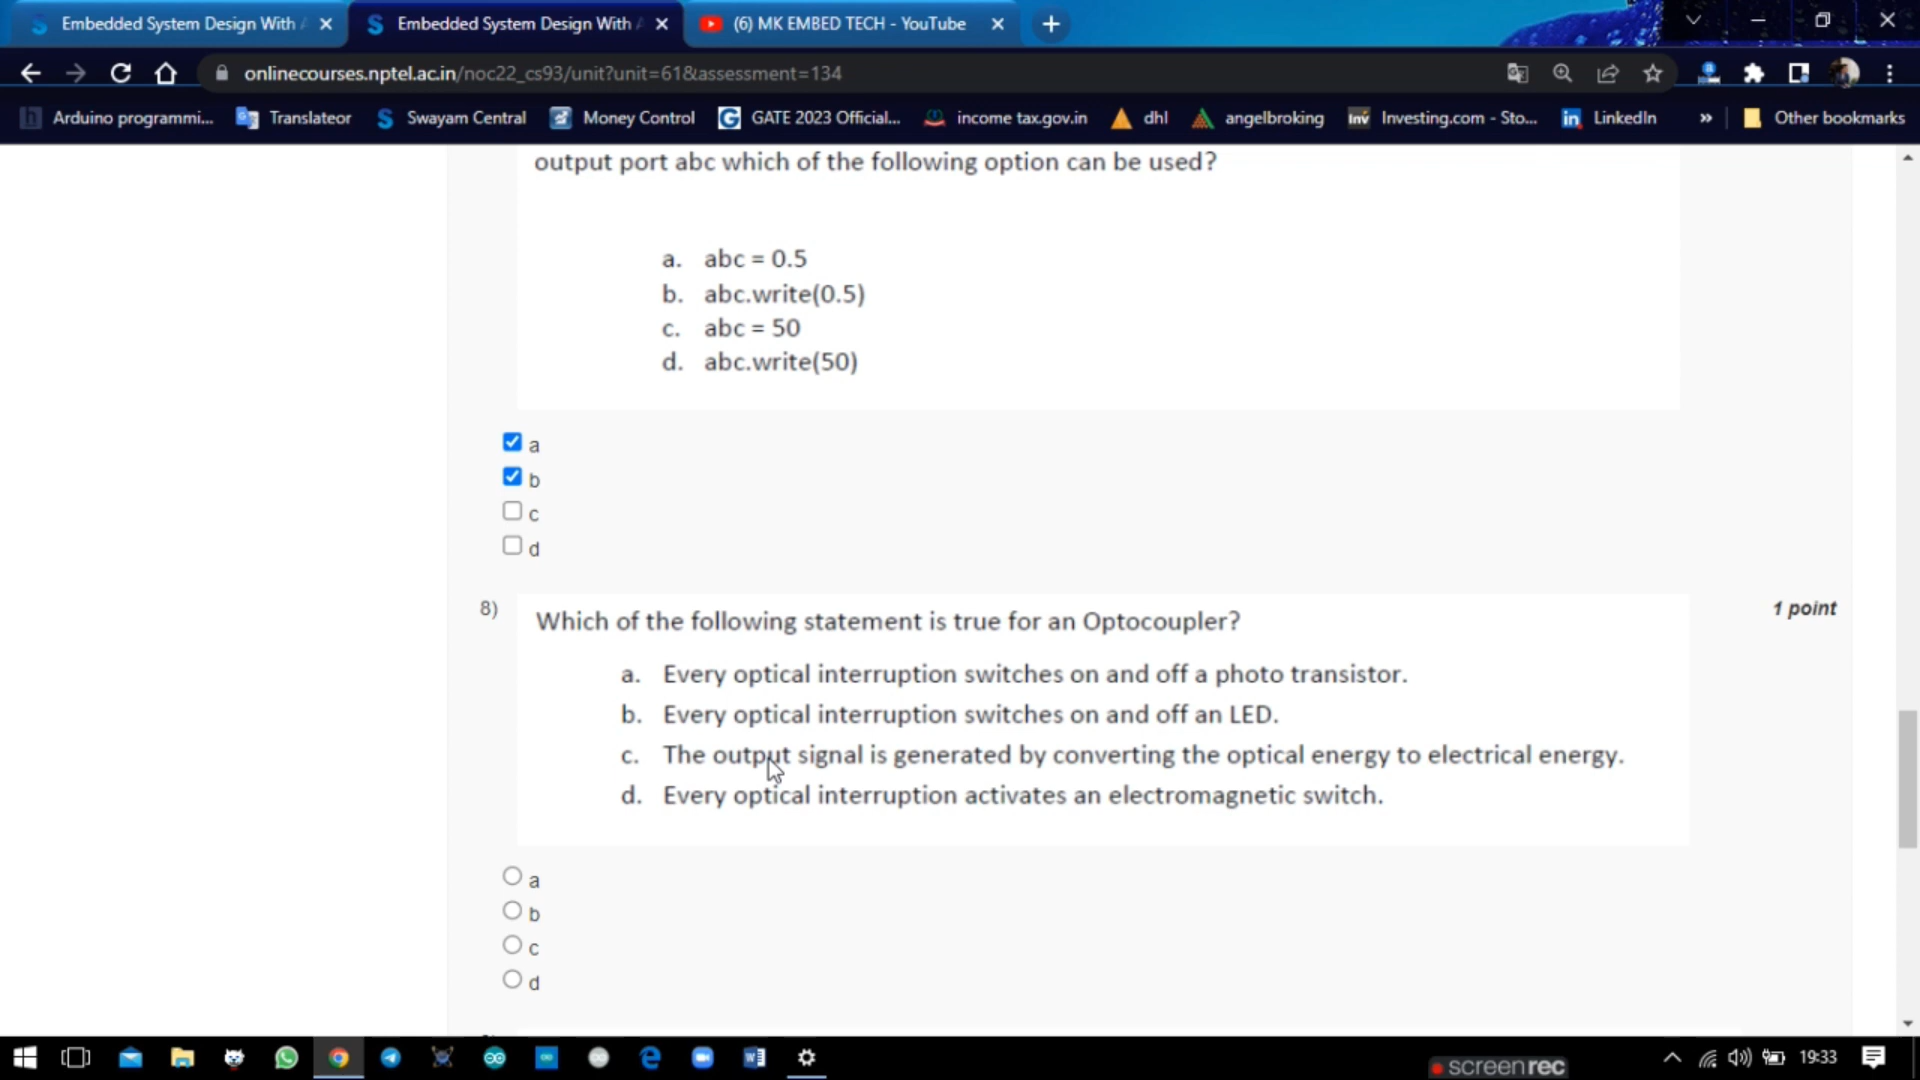 Embedded System Design With
Embedded System Design With
(6) MK EMBED TECH - YouTube
onlinecourses.nptel.ac.in/noc22_cs93/unit?unit=61&assessment=134
Arduino programmi...
Translateor
Swayam Central
Money Control
GATE 2023 Official...
income tax.gov.in
dhl
angelbroking
Inv Investing.com - Sto...
in LinkedIn
»
Other bookmarks
output port abc which of the following option can be used?
a. abc = 0.5
b. abc.write(0.5)
c. abc = 50
d. abc.write(50)
a
b
c
d
8)
Which of the following statement is true for an Optocoupler?
1 point
a. Every optical interruption switches on and off a photo transistor.
b. Every optical interruption switches on and off an LED.
c. The output signal is generated by converting the optical energy to electrical energy.
d. Every optical interruption activates an electromagnetic switch.
a
b
c
d
screenrec
19:33